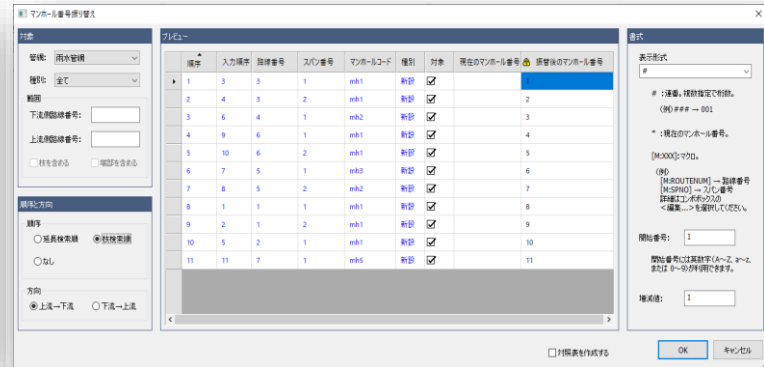 マンホール番号振り替え
対象
管網: 雨水管網
種別: 全て
範囲
下流側路線番号:
上流側路線番号:
枝を含める 端部を含める
順序と方向
順序
延長検索順 枝検索順
なし
方向
上流→下流 下流→上流
プレビュー
順序 入力順序 路線番号 スパン番号 マンホールコード 種別 対象 現在のマンホール番号 振替後のマンホール番号
1 3 3 1 mh1 新設 1
2 4 3 2 mh1 新設 2
3 6 4 1 mh2 新設 3
4 9 6 1 mh1 新設 4
5 10 6 2 mh1 新設 5
6 7 5 1 mh3 新設 6
7 8 5 2 mh2 新設 7
8 1 1 1 mh1 新設 8
9 2 1 2 mh1 新設 9
10 5 2 1 mh1 新設 10
11 11 7 1 mh5 新設 11
対照表を作成する
書式
表示形式
#
# :連番。複数指定で桁数。
(例)### → 001
* :現在のマンホール番号。
[M:XXX]:マクロ。
(例)
[M:ROUTENUM] → 路線番号
[M:SPNO] → スパン番号
詳細はコンボボックスの
<編集...>を選択してください。
開始番号: 1
開始番号には英数字(A~Z, a~z,
または 0~9)が利用できます。
増減値: 1
OK キャンセル